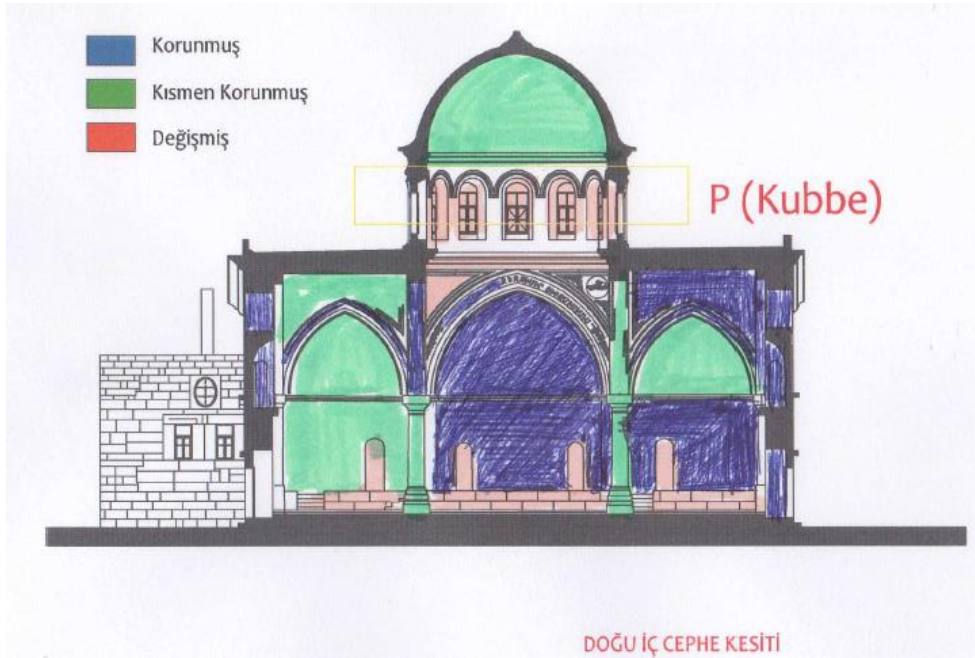 Korunmuş
Kısmen Korunmuş
Değişmiş
P (Kubbe)
DOĞU İÇ CEPHE KESİTİ